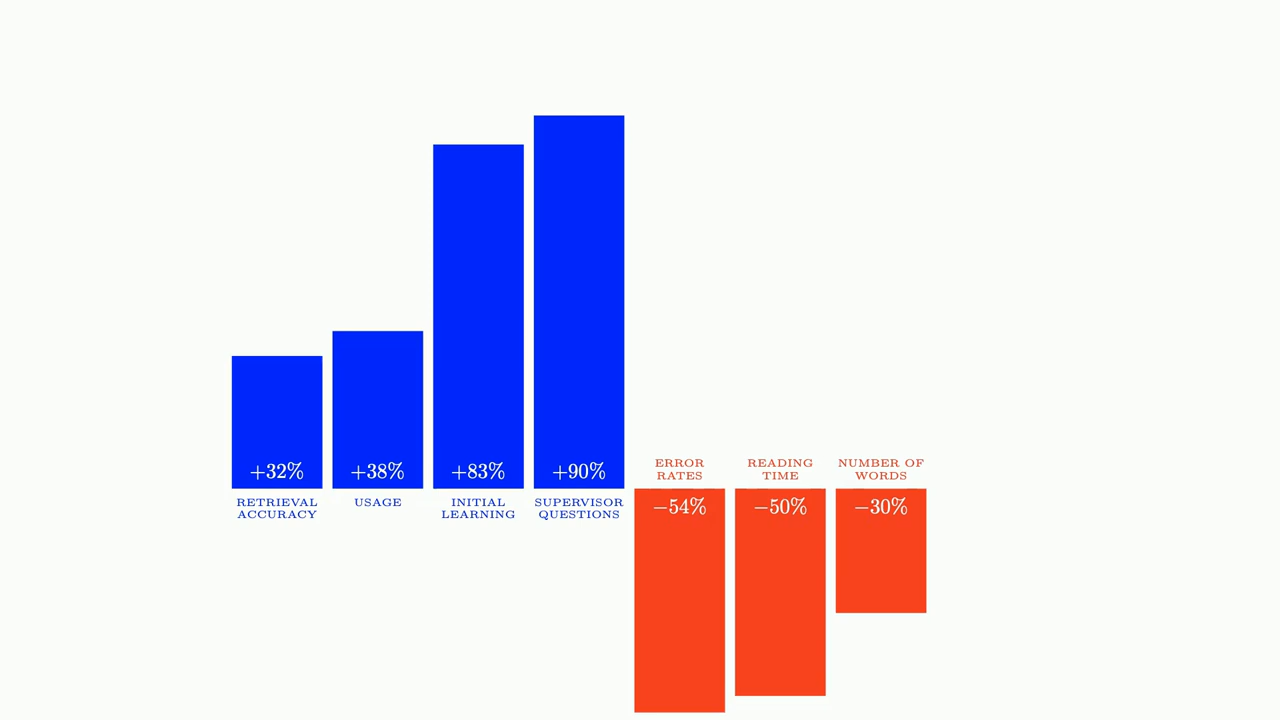 +32%
RETRIEVAL
ACCURACY
+38%
USAGE
+83%
INITIAL
LEARNING
+90%
SUPERVISOR
QUESTIONS
ERROR
RATES
−54%
READING
TIME
−50%
NUMBER OF
WORDS
−30%